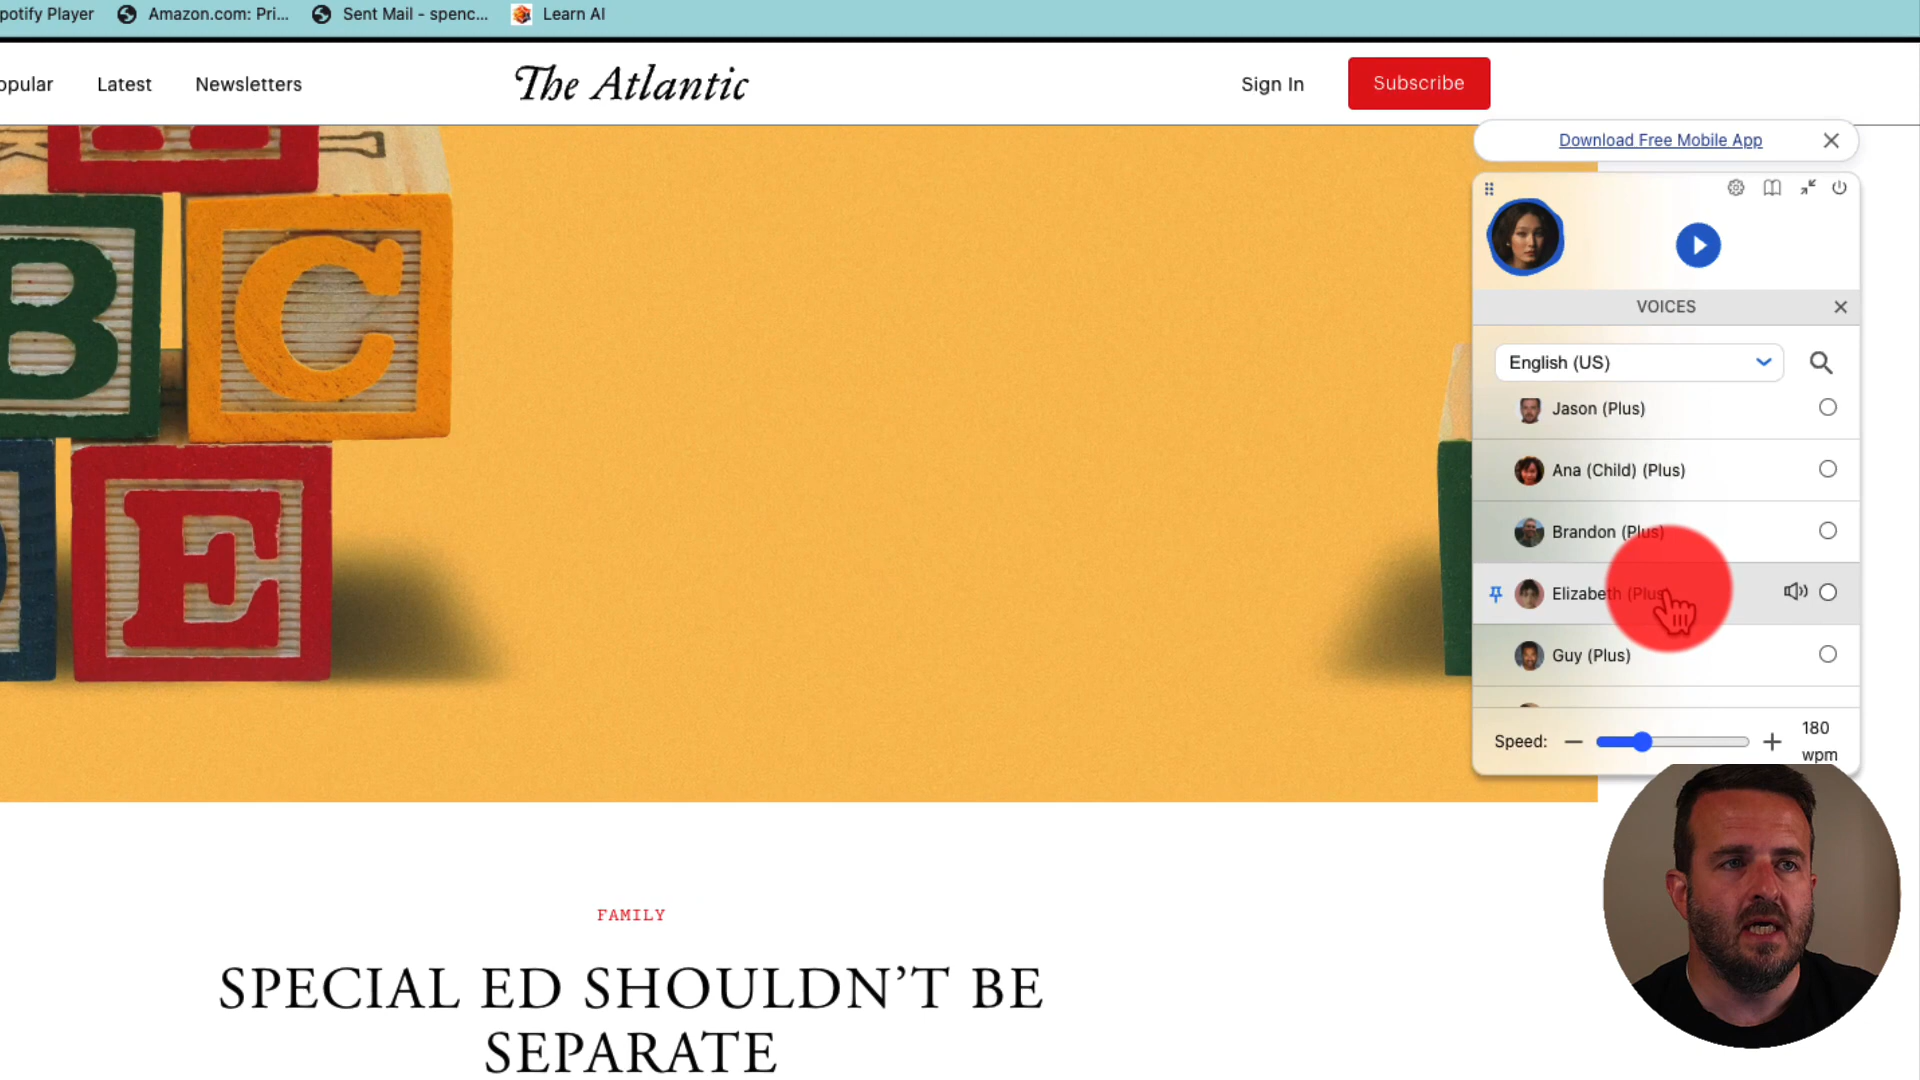 potify Player
Amazon.com: Pri...
Sent Mail - spenc...
Learn AI
opular
Latest
Newsletters
The Atlantic
Sign In
Subscribe
Download Free Mobile App
VOICES
English (US)
Jason (Plus)
Ana (Child) (Plus)
Brandon (Plus)
Elizabeth (Plus
Guy (Plus)
Speed:
180
wpm
B
C
E
FAMILY
SPECIAL ED SHOULDN’T BE
SEPARATE